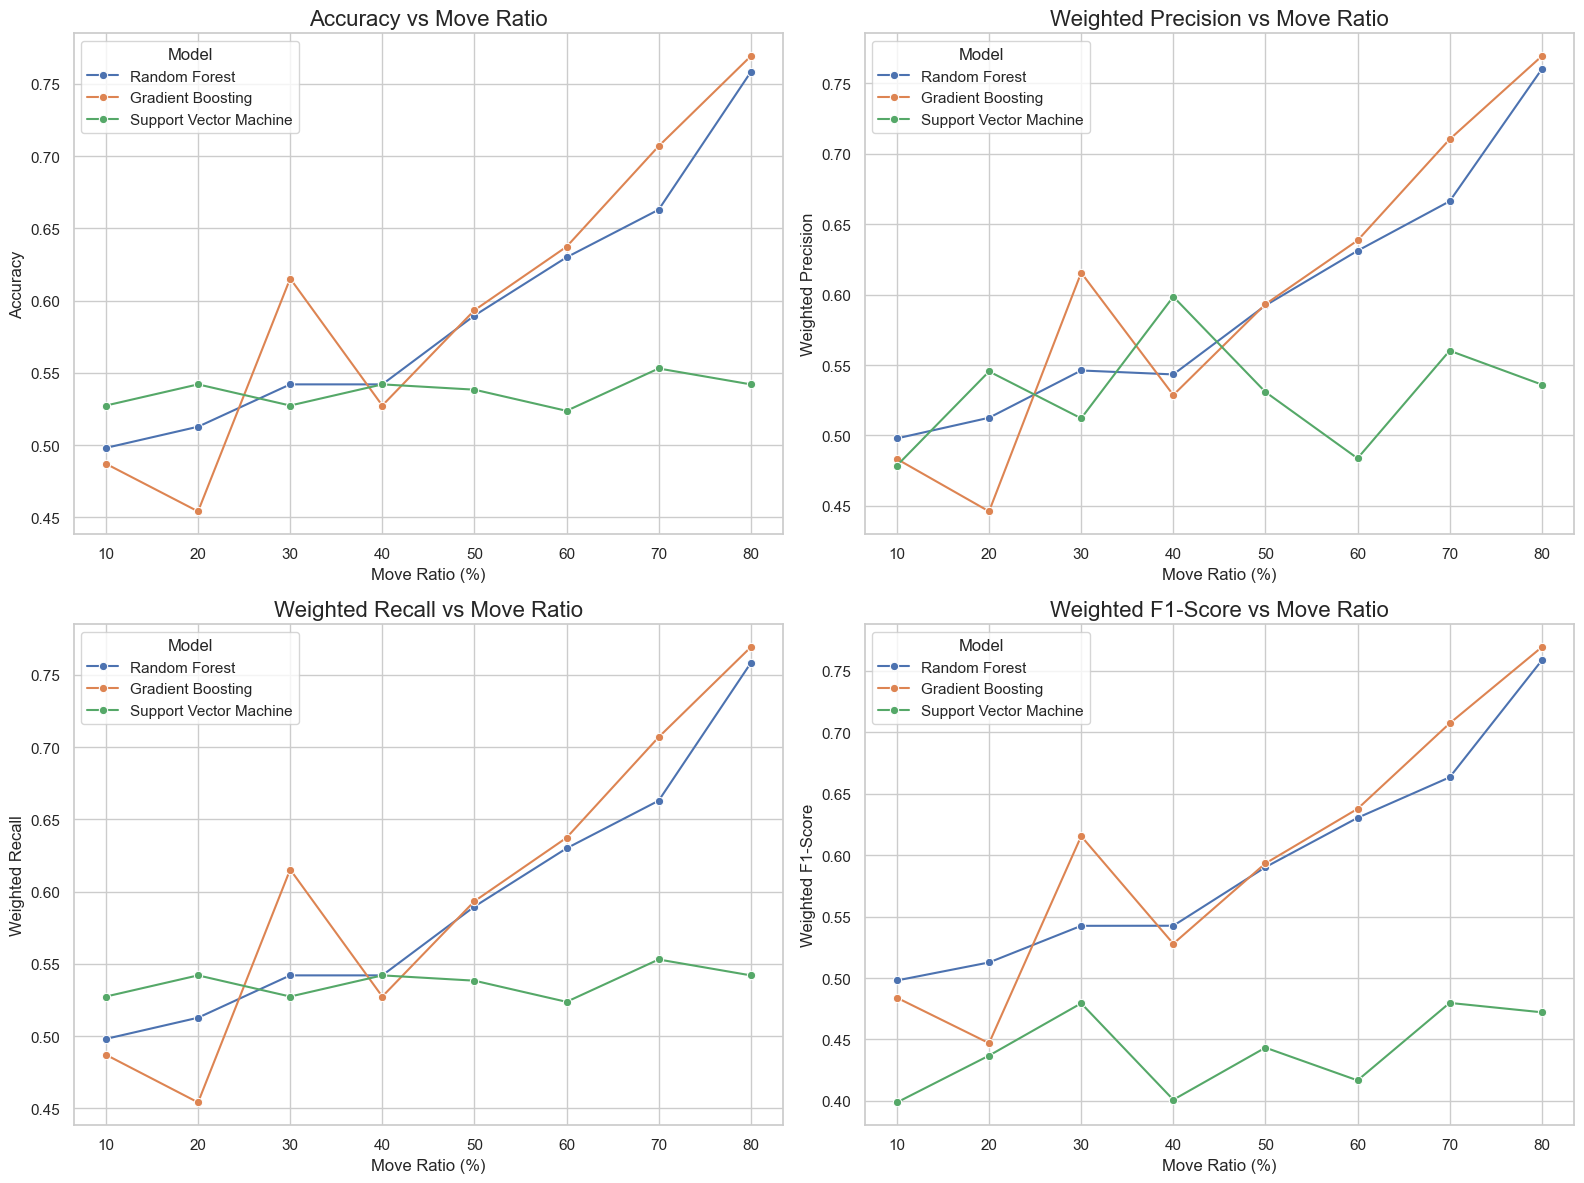 Accuracy vs Move Ratio
Model
Random Forest
Gradient Boosting
Support Vector Machine
0.75
0.70
0.65
0.60
0.55
0.50
0.45
Accuracy
10 20 30 40 50 60 70 80
Move Ratio (%)
Weighted Precision vs Move Ratio
Model
Random Forest
Gradient Boosting
Support Vector Machine
0.75
0.70
0.65
0.60
0.55
0.50
0.45
Weighted Precision
10 20 30 40 50 60 70 80
Move Ratio (%)
Weighted Recall vs Move Ratio
Model
Random Forest
Gradient Boosting
Support Vector Machine
0.75
0.70
0.65
0.60
0.55
0.50
0.45
Weighted Recall
10 20 30 40 50 60 70 80
Move Ratio (%)
Weighted F1-Score vs Move Ratio
Model
Random Forest
Gradient Boosting
Support Vector Machine
0.75
0.70
0.65
0.60
0.55
0.50
0.45
0.40
Weighted F1-Score
10 20 30 40 50 60 70 80
Move Ratio (%)